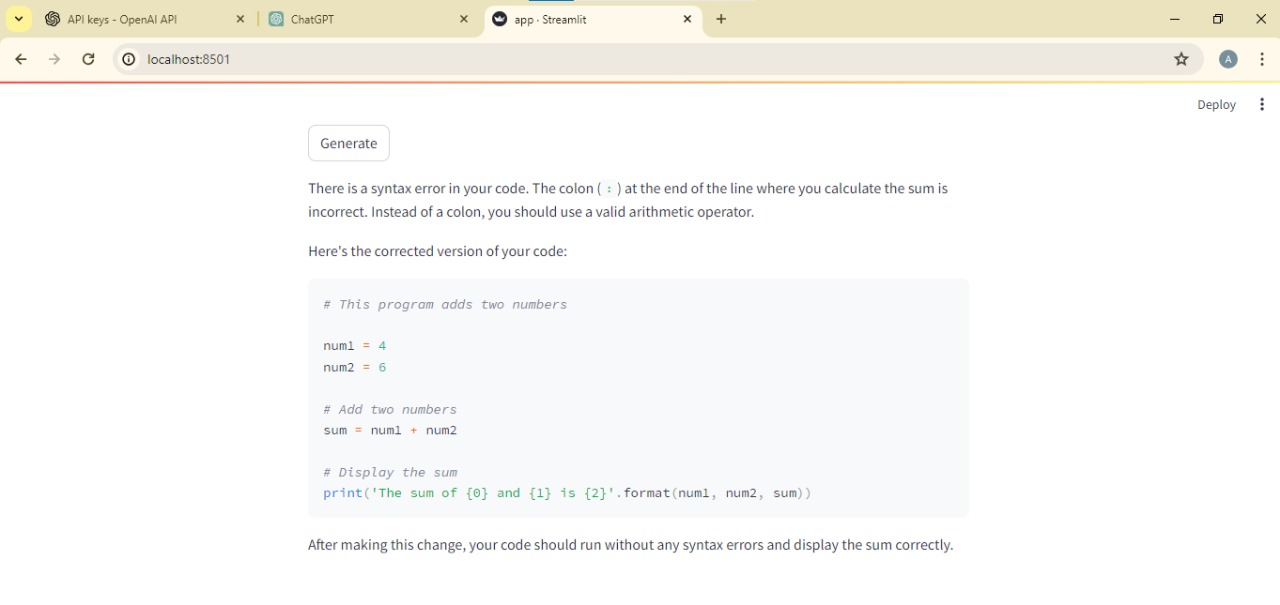 API keys - OpenAI API
ChatGPT
app · Streamlit
localhost:8501
A
Deploy
Generate
There is a syntax error in your code. The colon ( : ) at the end of the line where you calculate the sum is
incorrect. Instead of a colon, you should use a valid arithmetic operator.
Here's the corrected version of your code:
# This program adds two numbers
num1 = 4
num2 = 6
# Add two numbers
sum = num1 + num2
# Display the sum
print('The sum of {0} and {1} is {2}'.format(num1, num2, sum))
After making this change, your code should run without any syntax errors and display the sum correctly.